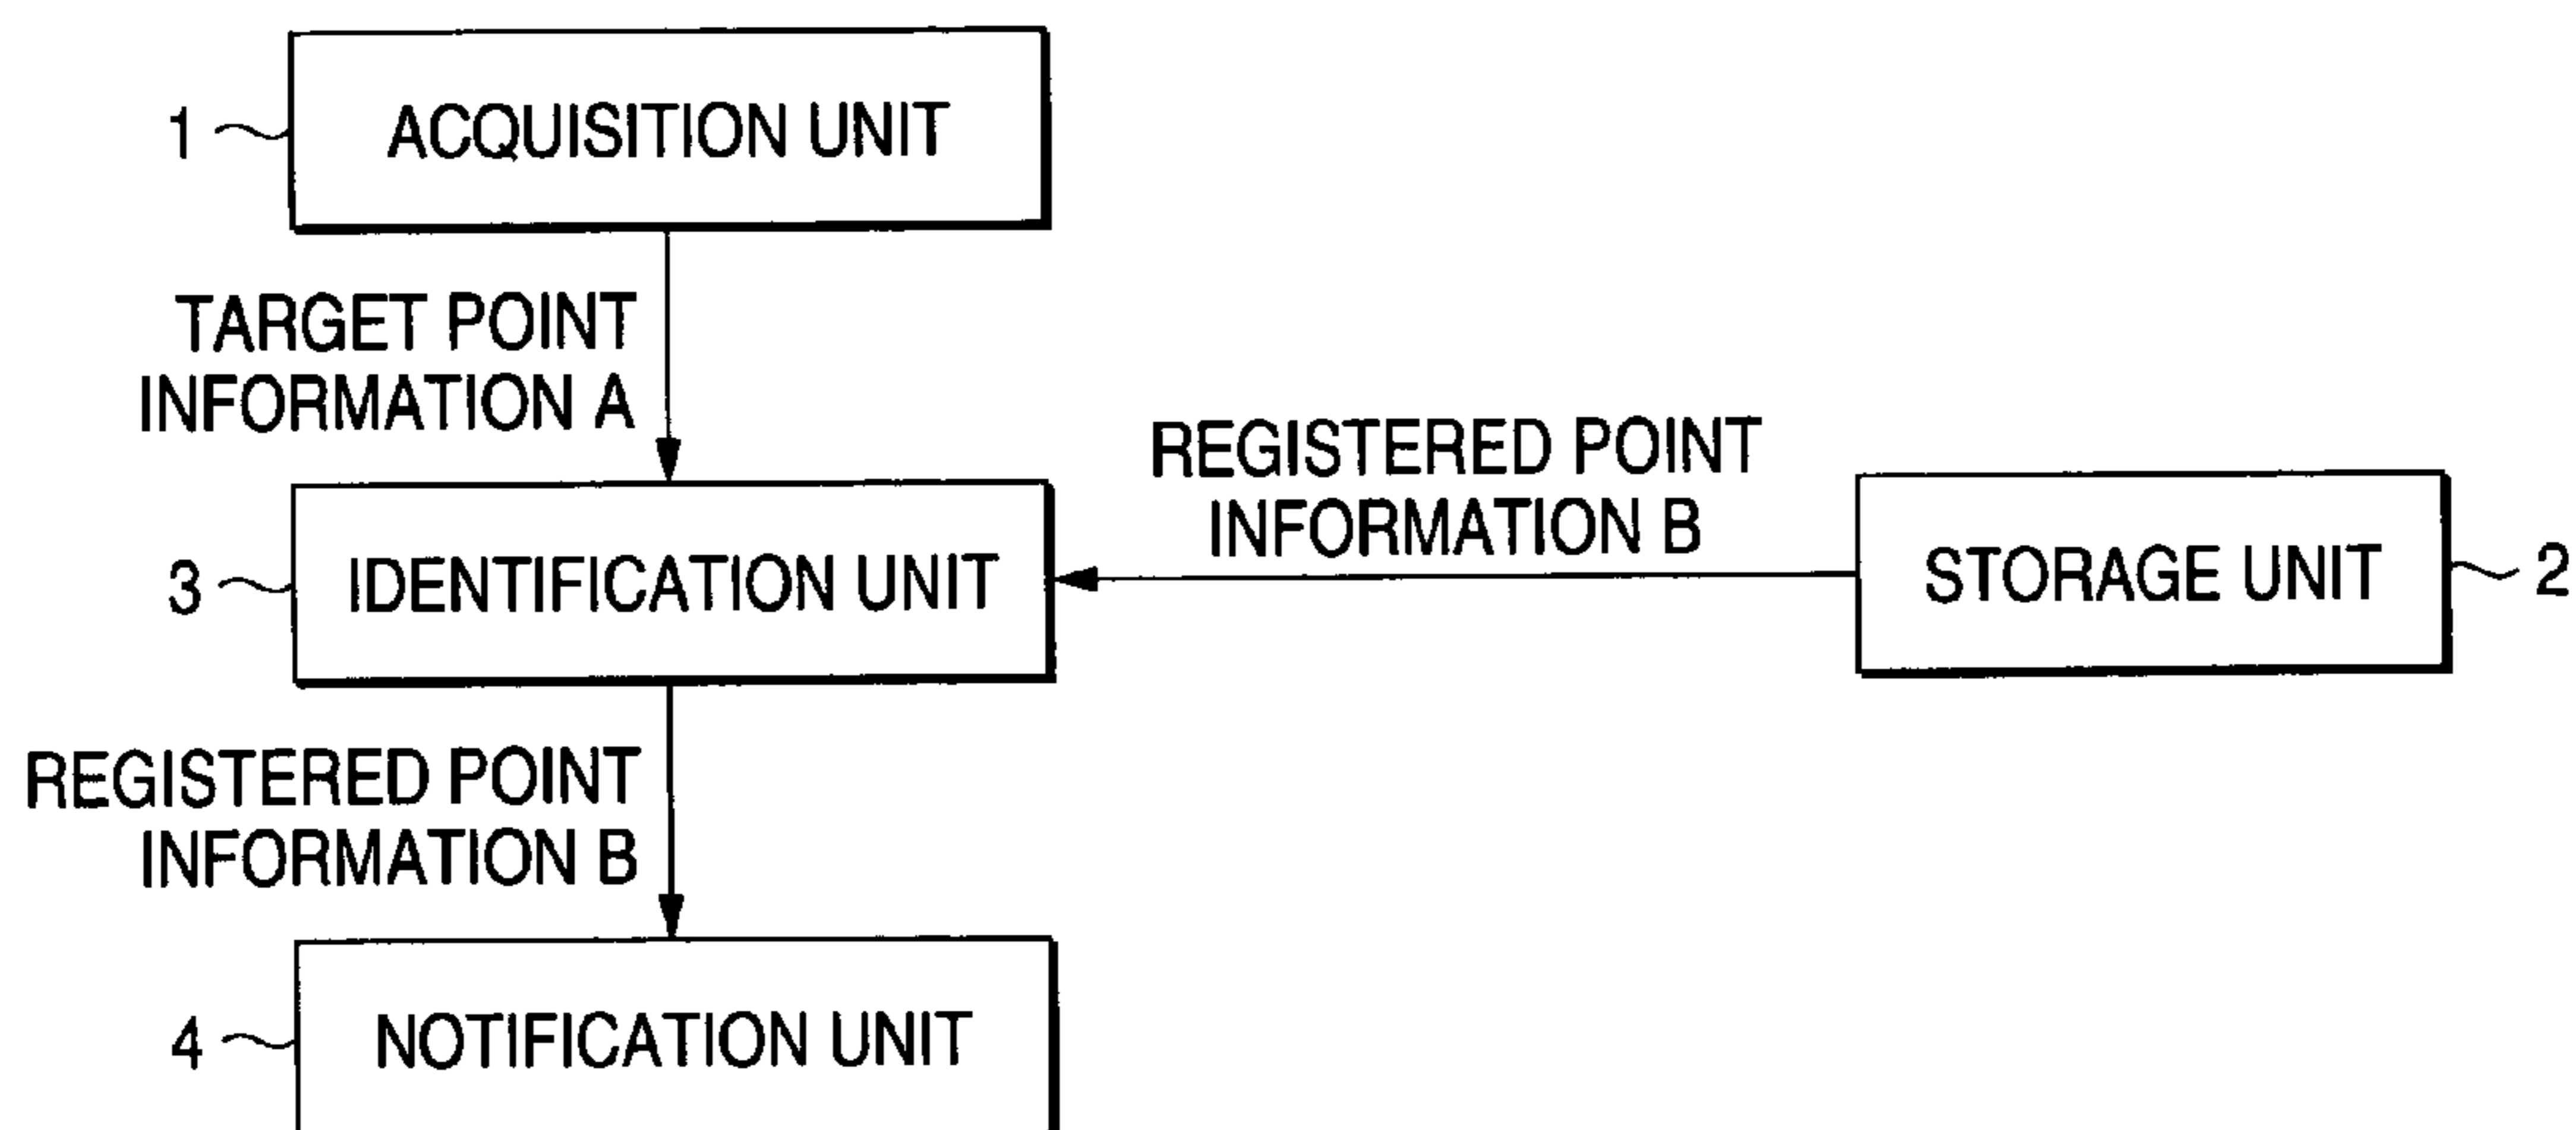 1
ACQUISITION UNIT
TARGET POINT
INFORMATION A
REGISTERED POINT
INFORMATION B
3
IDENTIFICATION UNIT
STORAGE UNIT
2
REGISTERED POINT
INFORMATION B
4
NOTIFICATION UNIT